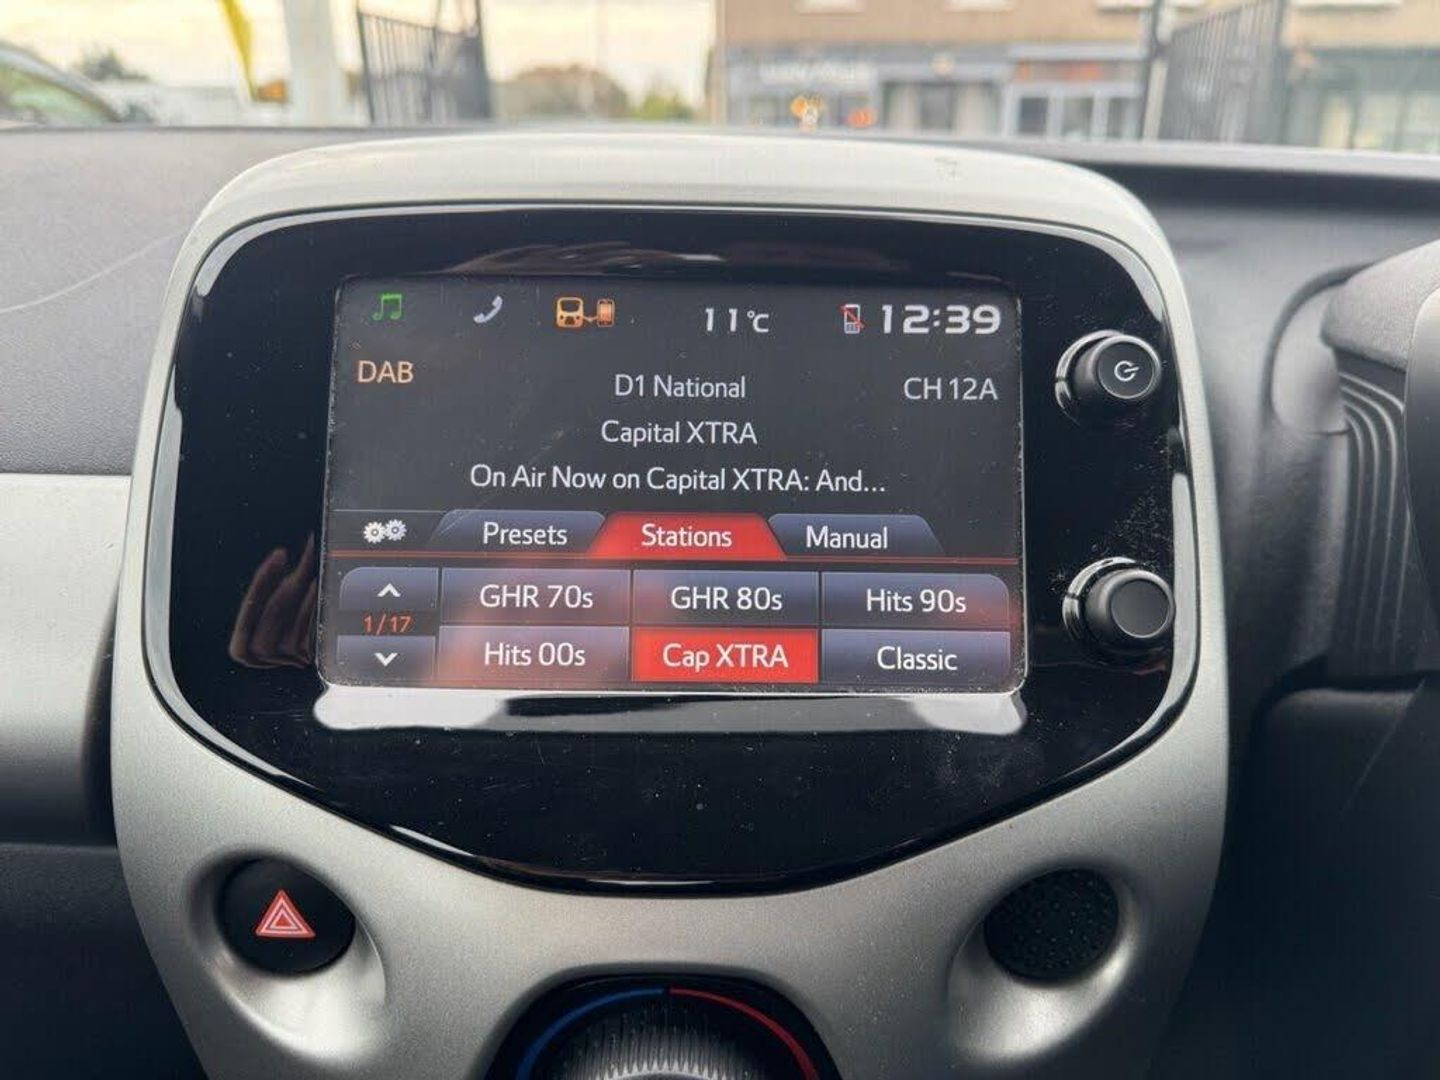 11°C
12:39
DAB
D1 National
CH 12A
Capital XTRA
On Air Now on Capital XTRA: And...
Presets
Stations
Manual
GHR 70s
GHR 80s
Hits 90s
1/17
Hits 00s
Cap XTRA
Classic